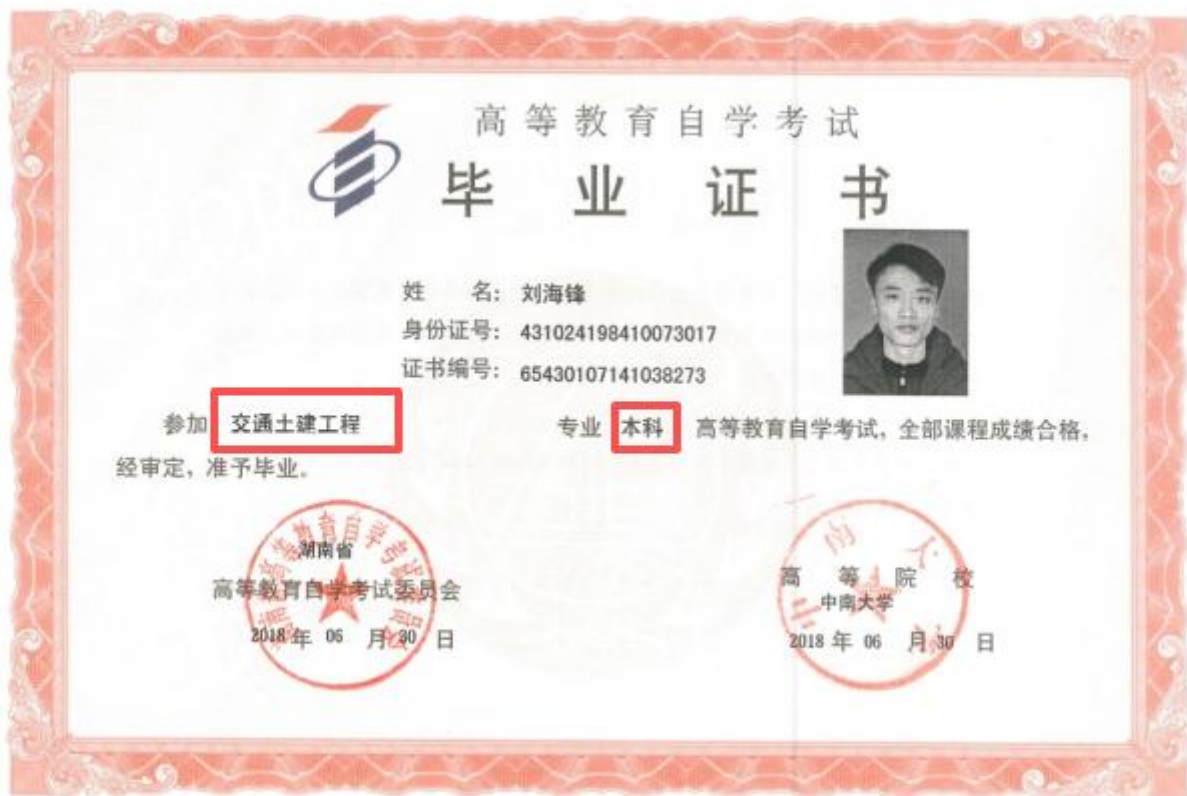 高等教育自学考试
毕业证书
姓 名: 刘海锋
身份证号: 431024198410073017
证书编号: 65430107141038273
参加 交通土建工程 专业 本科 高等教育自学考试, 全部课程成绩合格,
经审定, 准予毕业。
湖南省
高等教育自学考试委员会
2018 年 06 月 30 日
高等院校
中南大学
2018 年 06 月 30 日